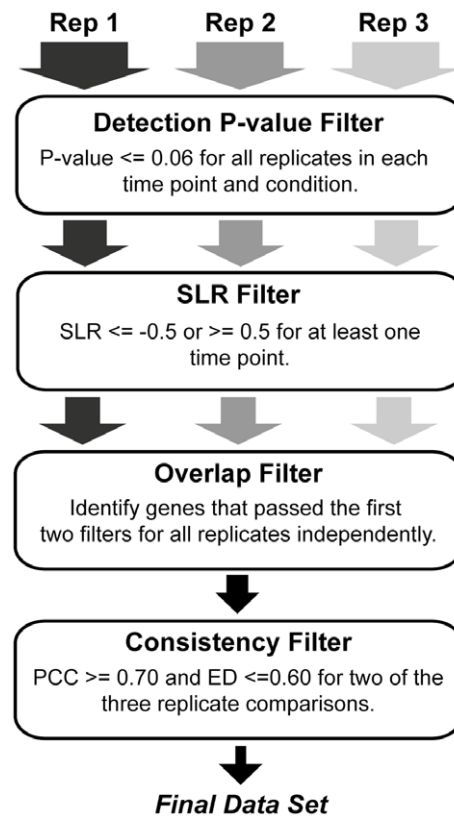 Rep 1 Rep 2 Rep 3
Detection P-value Filter
P-value <= 0.06 for all replicates in each
time point and condition.
SLR Filter
SLR <= -0.5 or >= 0.5 for at least one
time point.
Overlap Filter
Identify genes that passed the first
two filters for all replicates independently.
Consistency Filter
PCC >= 0.70 and ED <=0.60 for two of the
three replicate comparisons.
Final Data Set